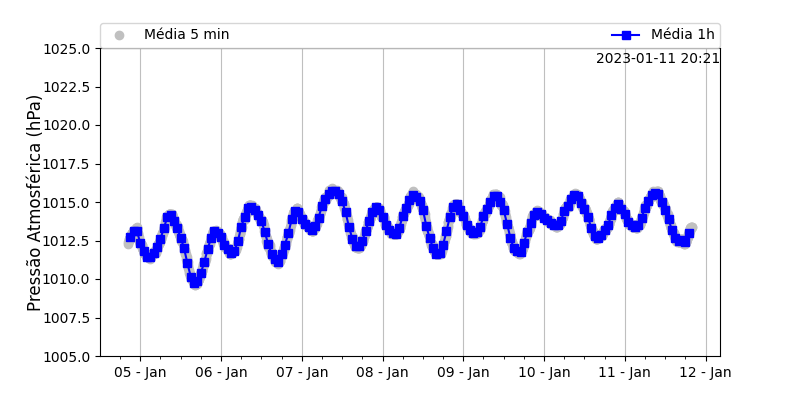 Média 5 min
Média 1h
2023-01-11 20:21
Pressão Atmosférica (hPa)
1025.0
1022.5
1020.0
1017.5
1015.0
1012.5
1010.0
1007.5
1005.0
05 - Jan
06 - Jan
07 - Jan
08 - Jan
09 - Jan
10 - Jan
11 - Jan
12 - Jan